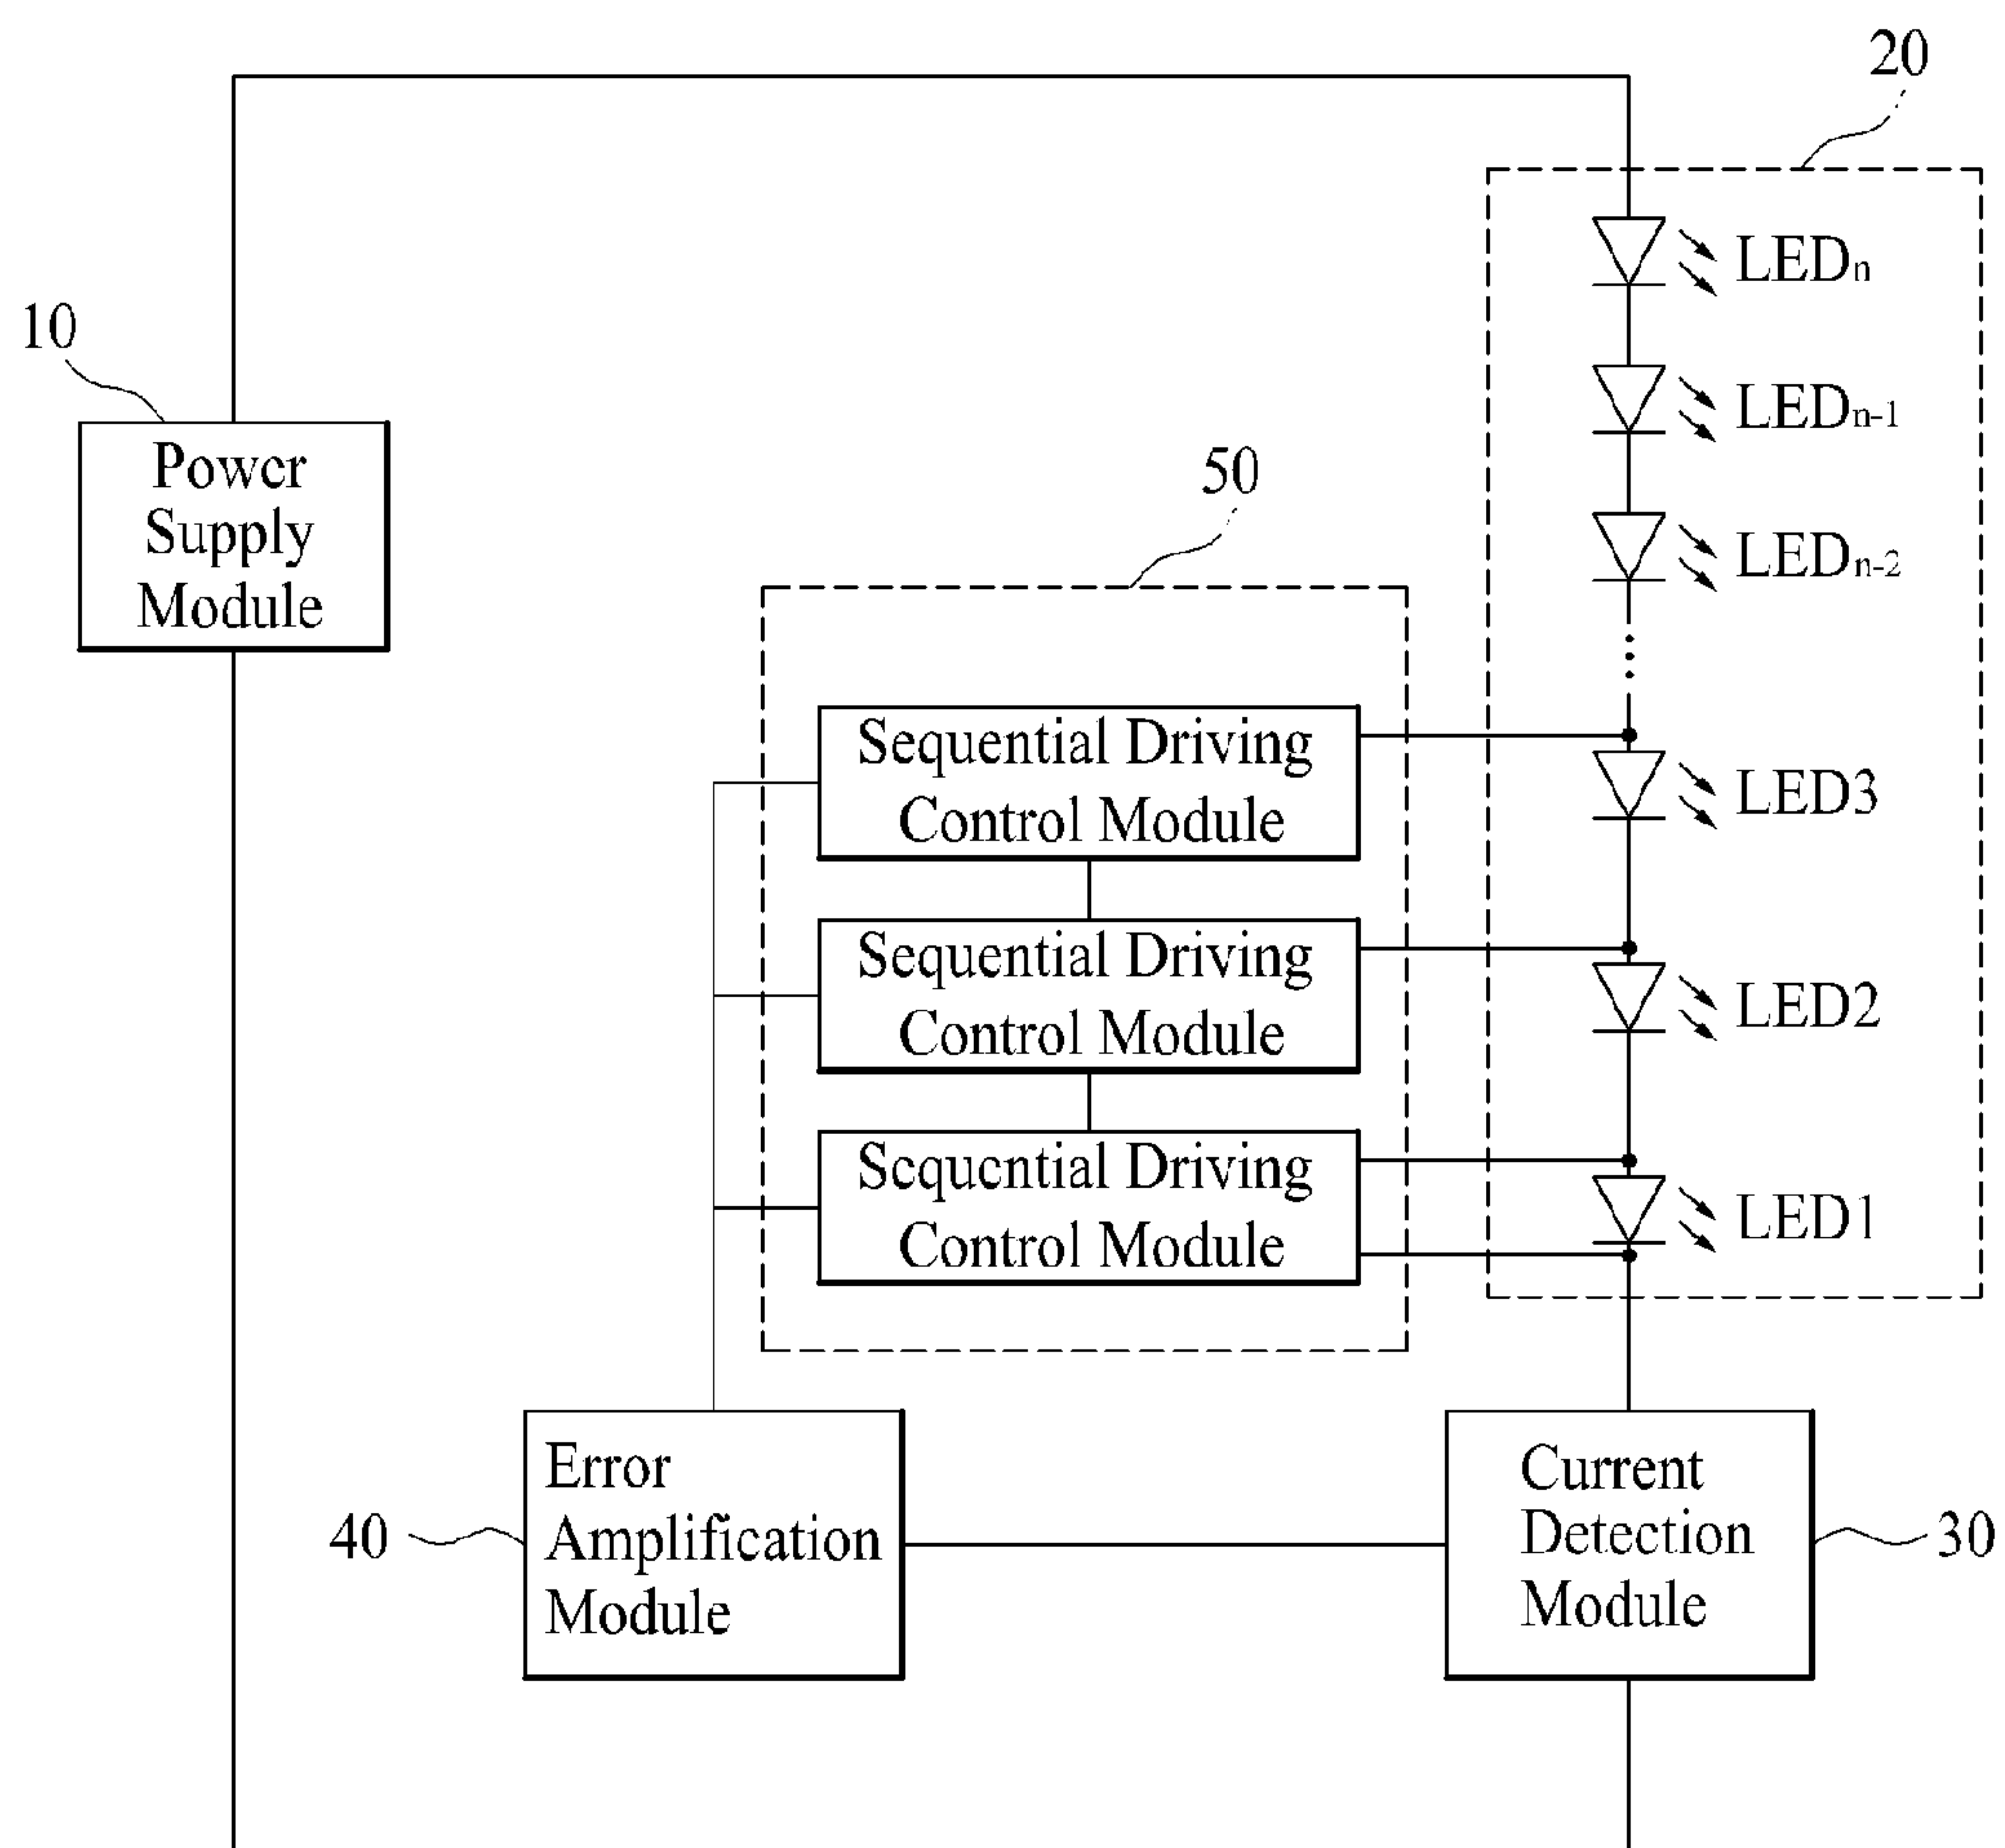 20
LEDn
10
LEDn-1
Power
Supply
Module
50
LEDn-2
Sequential Driving
Control Module
LED3
Sequential Driving
Control Module
LED2
Sequential Driving
Control Module
LED1
Error
Amplification
Module
40
Current
Detection
Module
30